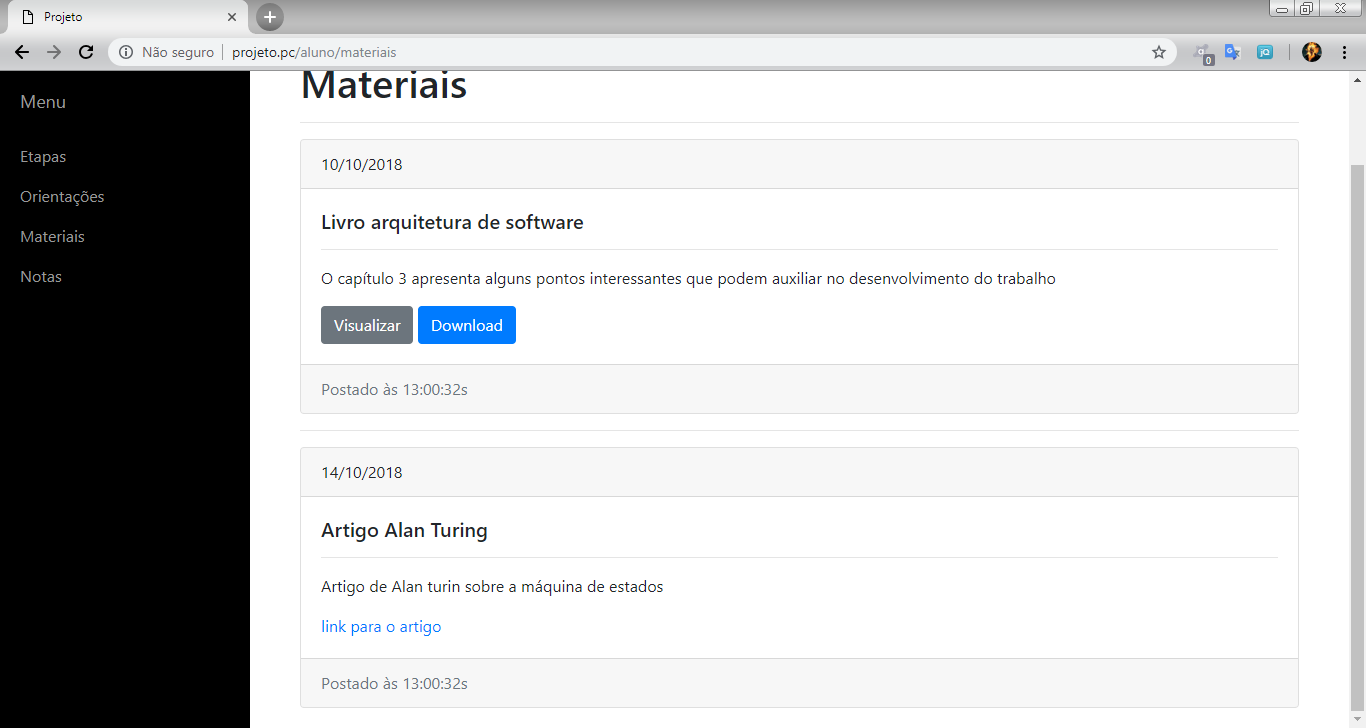 Projeto
Não seguro
projeto.pc/aluno/materiais
0
Menu
Etapas
Orientações
Materiais
Notas
Materiais
10/10/2018
Livro arquitetura de software
O capítulo 3 apresenta alguns pontos interessantes que podem auxiliar no desenvolvimento do trabalho
Visualizar Download
Postado às 13:00:32s
14/10/2018
Artigo Alan Turing
Artigo de Alan turin sobre a máquina de estados
link para o artigo
Postado às 13:00:32s